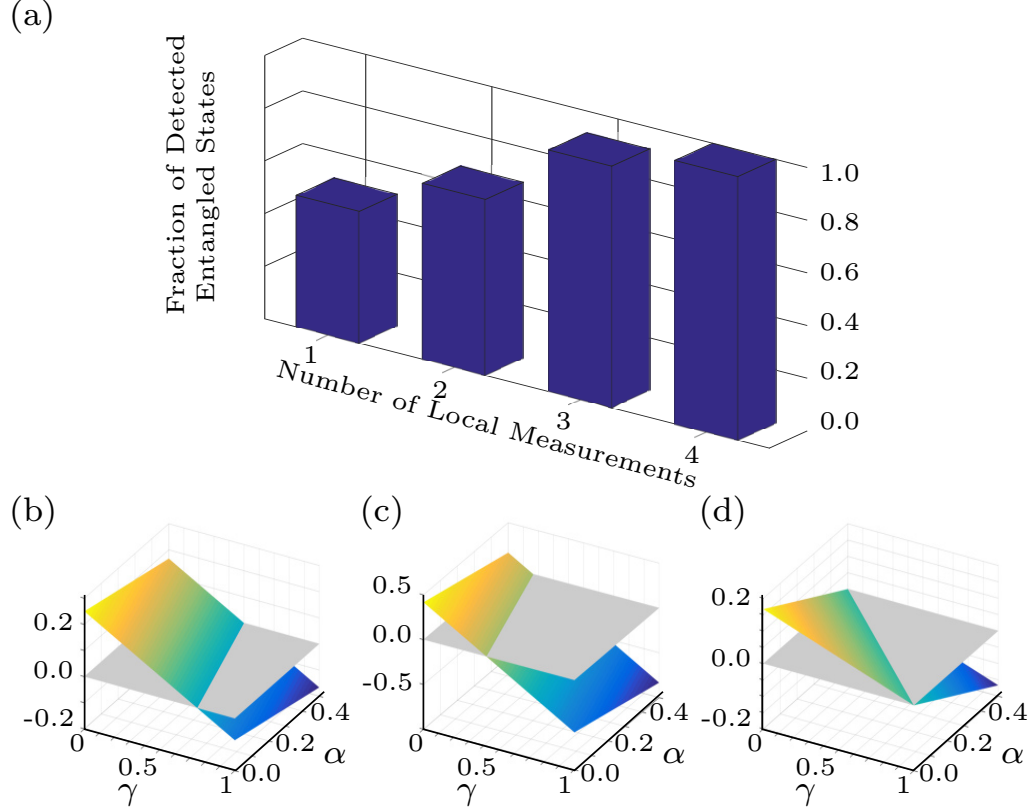 (a)
Fraction of Detected
Entangled States
1.0
0.8
0.6
0.4
0.2
0.0
1
2
3
4
Number of Local Measurements
(b)
(c)
(d)
0.2
0.0
-0.2
0
0.5
1
γ
0.0
0.2
0.4
α
0.5
0.0
-0.5
0
0.5
1
γ
0.0
0.2
0.4
α
0.2
0.0
-0.2
0
0.5
1
γ
0.0
0.2
0.4
α